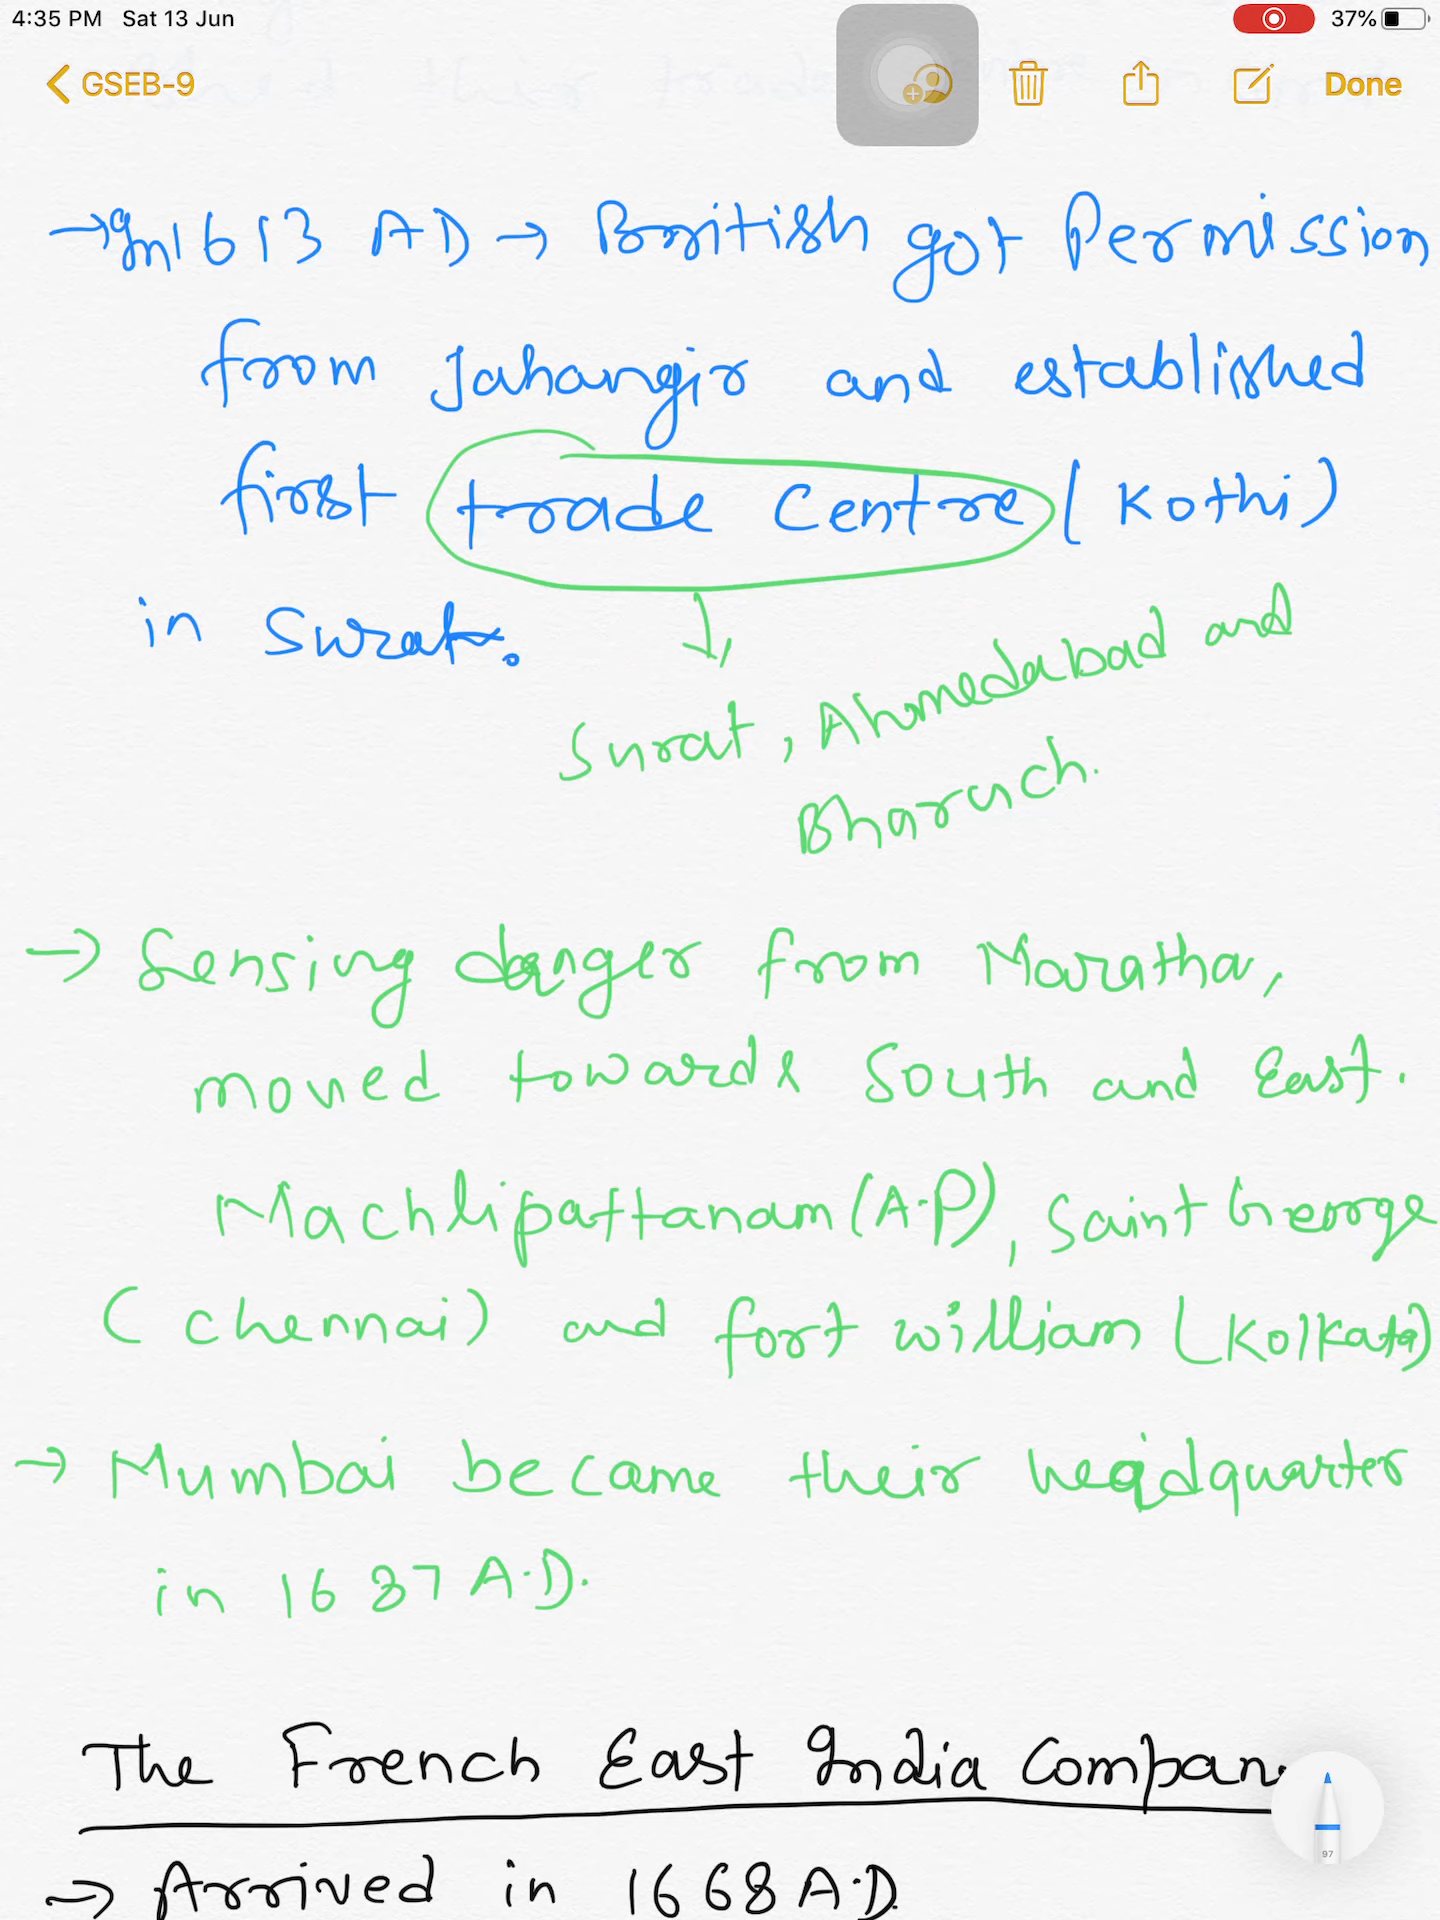 4:35 PM Sat 13 Jun 37%
GSEB-9 Done
→ In 1613 AD → British got Permission
from Jahangir and established
first trade Centre (Kothi)
in Surat.
↓
Surat, Ahmedabad and
Bharuch.
→ Sensing danger from Maratha,
moved towards South and East.
Machlipattanam (A.P), Saint George
(Chennai) and fort william (Kolkata)
→ Mumbai became their headquarter
in 1687 A.D.
The French East India Compan
97
→ Arrived in 1668 A.D.